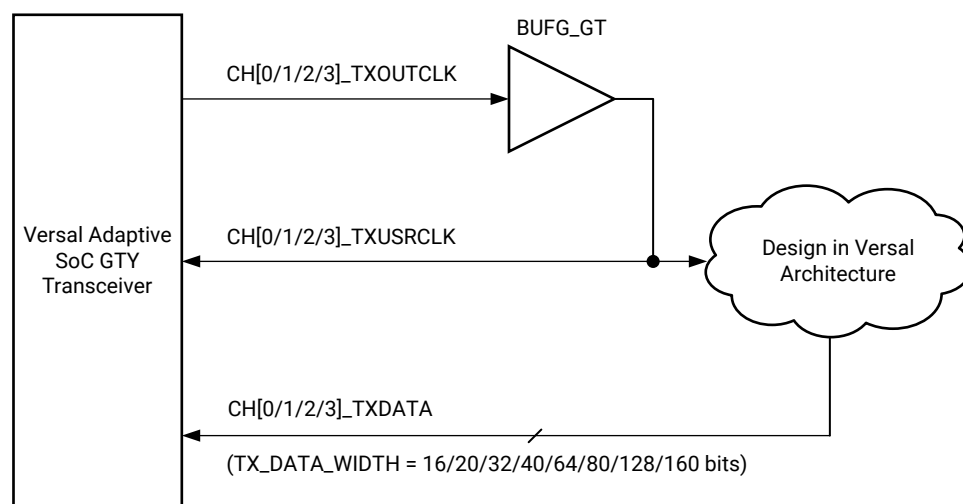 BUFG_GT
CH[0/1/2/3]_TXOUTCLK
Versal Adaptive
SoC GTY
Transceiver
CH[0/1/2/3]_TXUSRCLK
Design in Versal
Architecture
CH[0/1/2/3]_TXDATA
(TX_DATA_WIDTH = 16/20/32/40/64/80/128/160 bits)